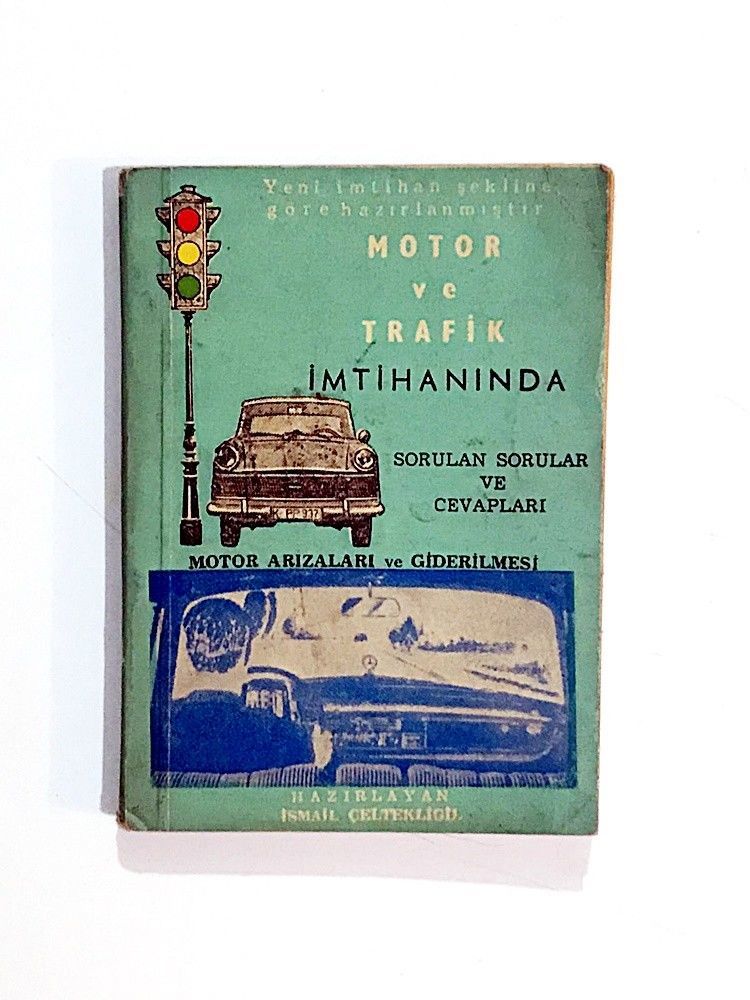 Yeni imtihan şekline
göre hazırlanmıştır
MOTOR
ve
TRAFİK
İMTİHANINDA
SORULAN SORULAR
VE
CEVAPLARI
MOTOR ARIZALARI ve GİDERİLMESİ
HAZIRLAYAN
İSMAİL ÇELTEKLİGİL